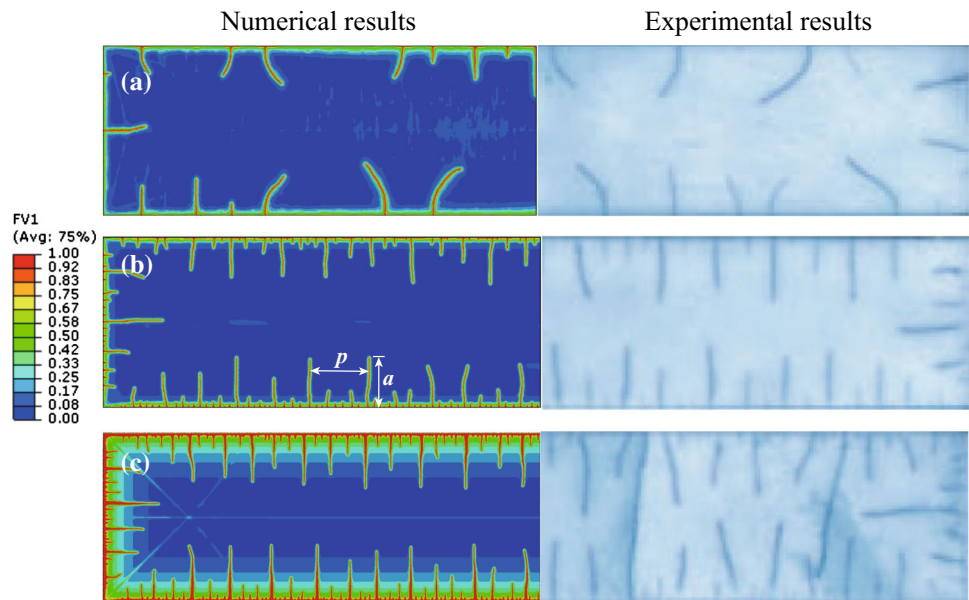 Numerical results
Experimental results
(a)
FV1
(Avg: 75%)
1.00
0.92
0.83
0.75
0.67
0.58
0.50
0.42
0.33
0.25
0.17
0.08
0.00
(b)
p
a
(c)